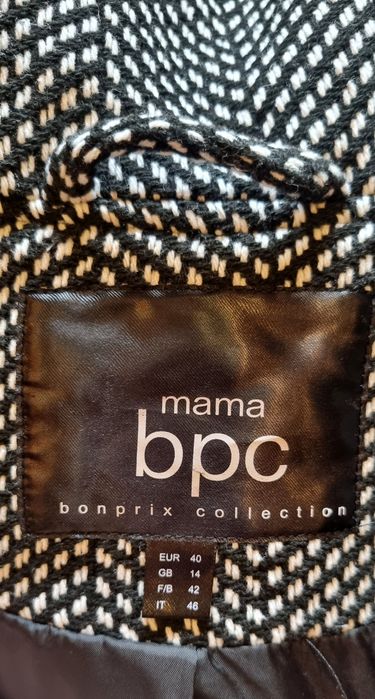 mama
bpc
bonprix collection
EUR 40
GB 14
F/B 42
IT 46